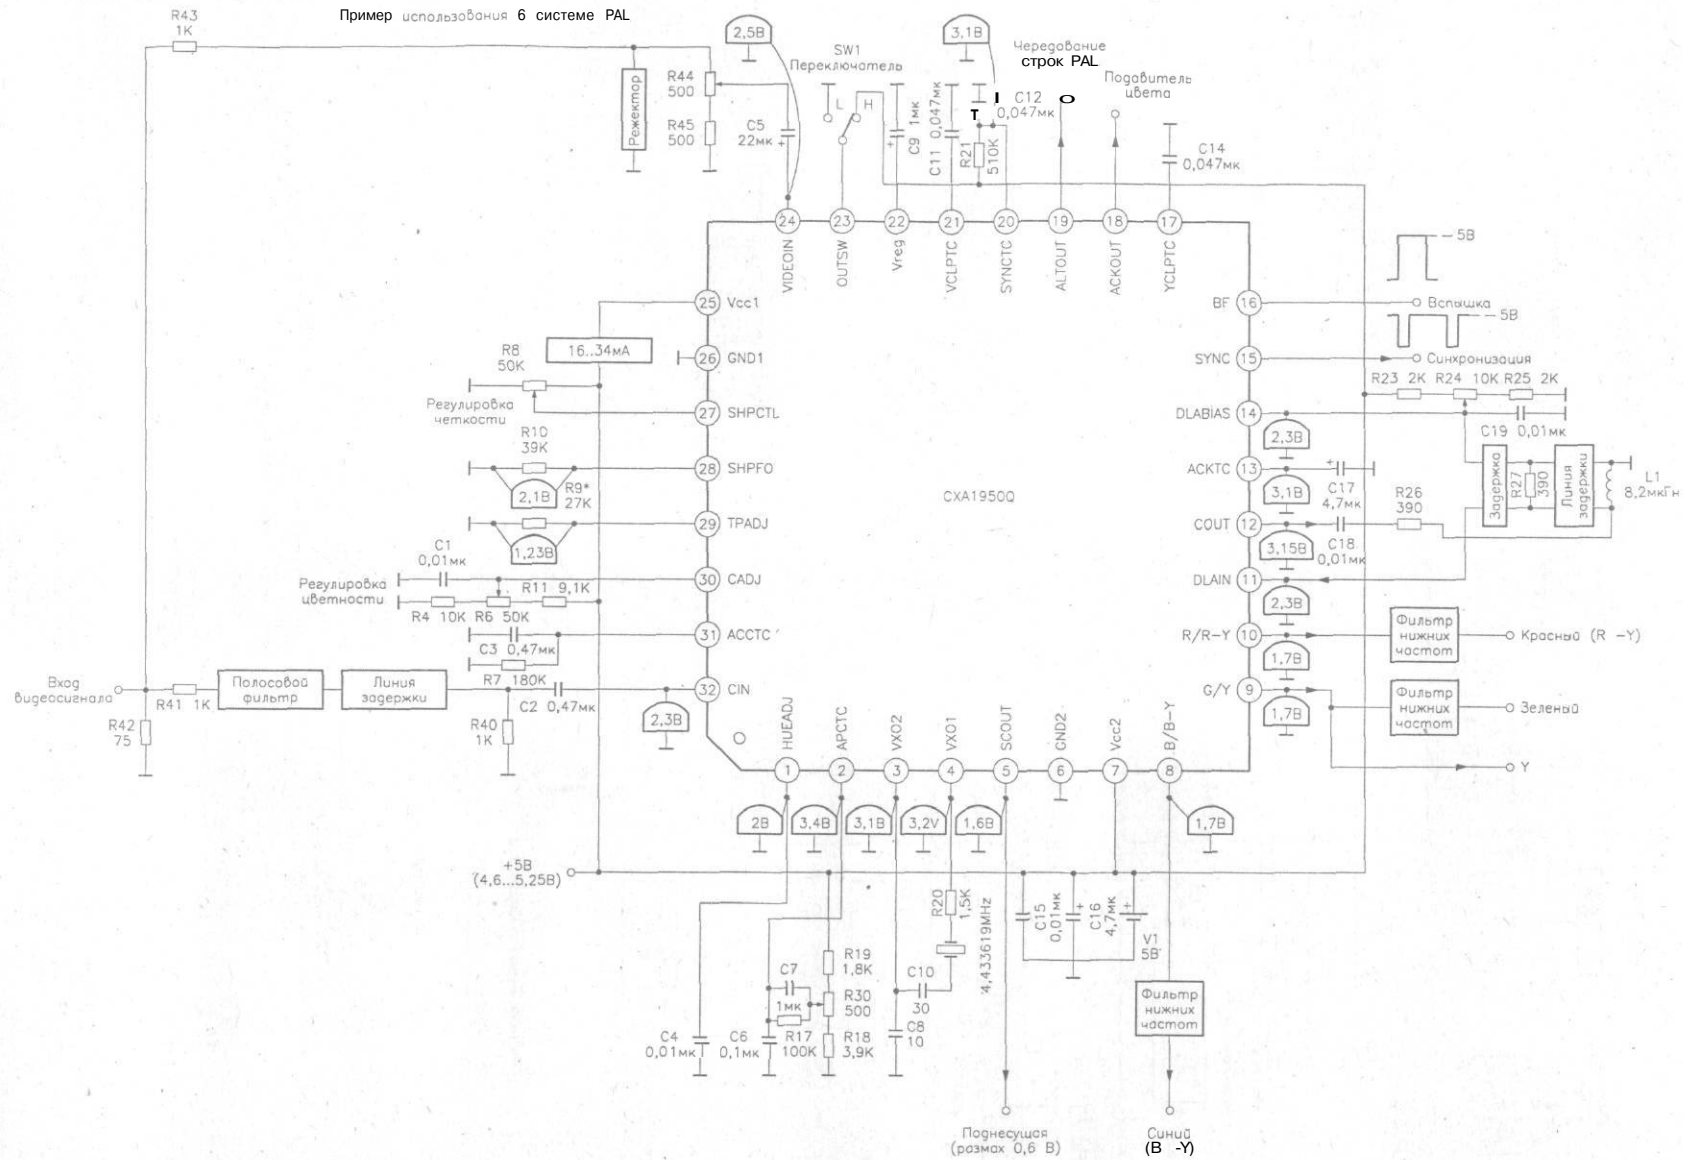 Пример использования 6 системе PAL
R43
1K
2,5В
3,1В
SW1
Переключатель
Чередование
строк PAL
Подавитель
цвета
Режектор
R44
500
R45
500
C5
22мк
+
L
H
C9 1мк
+
C11 0,047мк
T
I
C12
0,047мк
O
R21
510K
C14
0,047мк
24
23
22
21
20
19
18
17
VIDEOIN
OUTSW
Vreg
VCLPTC
SYNCTC
ALTOUT
ACKOUT
YCLPTC
5В
25
Vcc1
BF
16
Вспышка
5В
16..34мА
R8
50K
26
GND1
SYNC
15
Синхронизация
R23 2K
R24 10K
R25 2K
Регулировка
четкости
27
SHPCTL
DLABIAS
14
C19 0,01мк
R10
39K
2,3В
28
SHPFO
ACKTC
13
+
2,1В
R9*
27K
CXA1950Q
3,1В
C17
4,7мк
R26
390
Задержка
R27
390
Линия
задержки
L1
8,2мкГн
29
TPADJ
COUT
12
1,23В
3,15В
C18
0,01мк
C1
0,01мк
Регулировка
цветности
30
CADJ
DLAIN
11
R4 10K
R6 50K
R11 9,1K
2,3В
31
ACCTC
R/R-Y
10
Фильтр
нижних
частот
Красный (R -Y)
C3 0,47мк
R7 180K
1,7В
Вход
видеосигнала
R41 1K
Полосовой
фильтр
Линия
задержки
C2 0,47мк
32
CIN
G/Y
9
Фильтр
нижних
частот
Зеленый
R42
75
R40
1K
2,3В
1,7В
Y
HUEADJ
APCTC
VXO2
VXO1
SCOUT
GND2
Vcc2
B/B-Y
1
2
3
4
5
6
7
8
2В
3,4В
3,1В
3,2V
1,6В
1,7В
+5В
(4,6...5,25В)
R20
1,5K
4,433619MHz
C15
0,01мк
+
C16
4,7мк
+
V1
5В
R19
1,8K
C7
1мк
R30
500
C10
30
Фильтр
нижних
частот
C4
0,01мк
C6
0,1мк
R17
100K
R18
3,9K
C8
10
Поднесущая
(размах 0,6 В)
Синий
(B -Y)